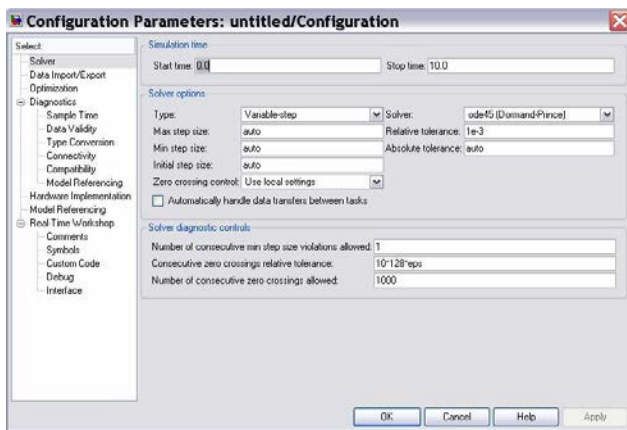 Configuration Parameters: untitled/Configuration
Select:
Solver
Data Import/Export
Optimization
Diagnostics
Sample Time
Data Validity
Type Conversion
Connectivity
Compatibility
Model Referencing
Hardware Implementation
Model Referencing
Real-Time Workshop
Comments
Symbols
Custom Code
Debug
Interface
Simulation time
Start time: 0.0 Stop time: 10.0
Solver options
Type: Variable-step Solver: ode45 (Dormand-Prince)
Max step size: auto Relative tolerance: 1e-3
Min step size: auto Absolute tolerance: auto
Initial step size: auto
Zero crossing control: Use local settings
Automatically handle data transfers between tasks
Solver diagnostic controls
Number of consecutive min step size violations allowed: 1
Consecutive zero crossings relative tolerance: 10*128*eps
Number of consecutive zero crossings allowed: 1000
OK Cancel Help Apply